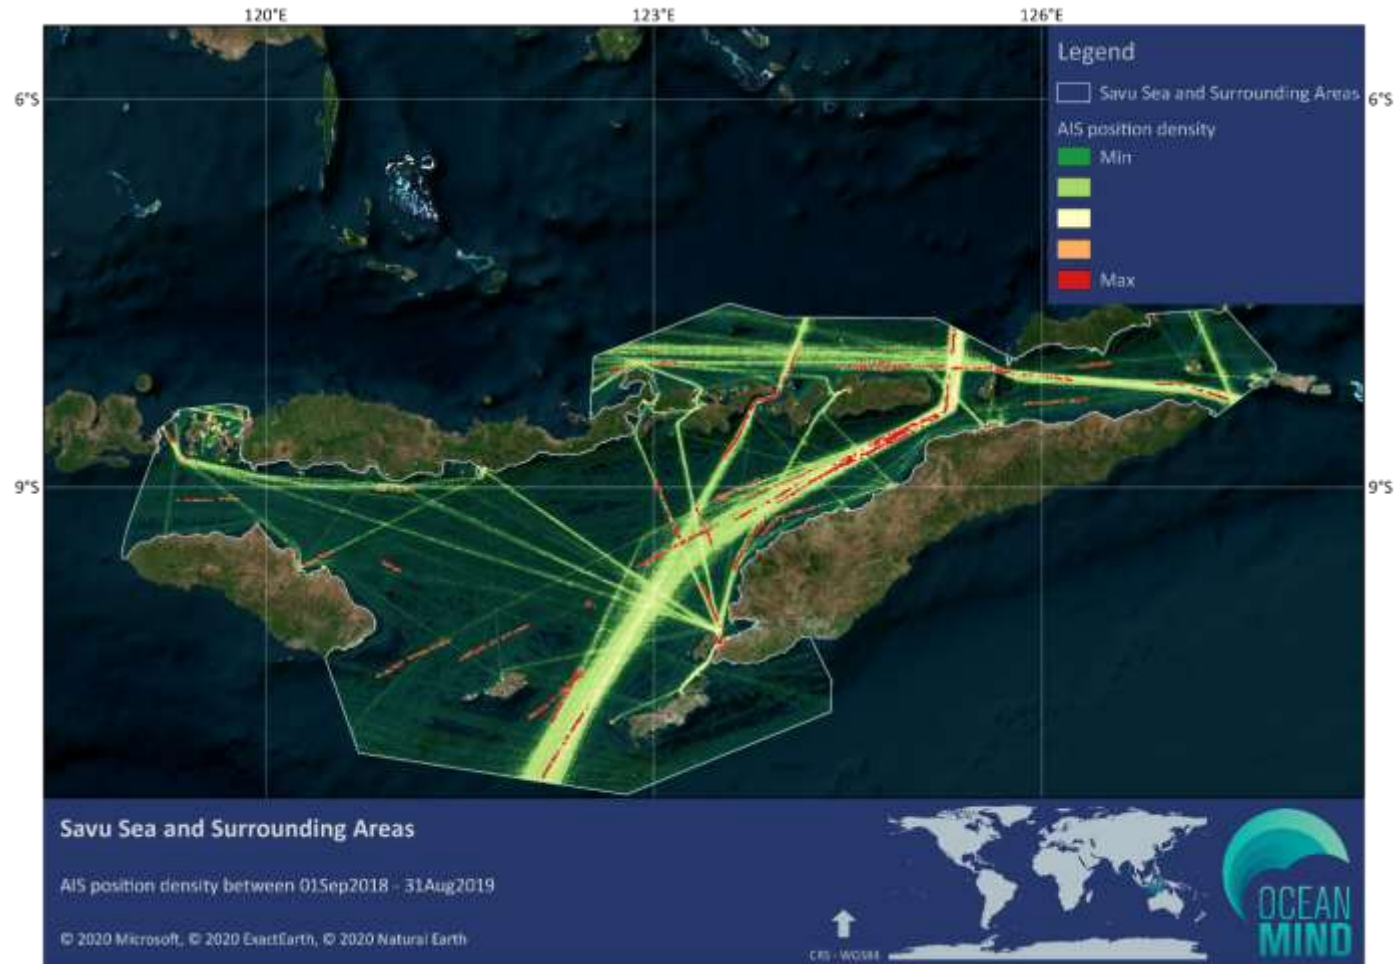 120°E 123°E 126°E
Legend
6°S 6°S
Savu Sea and Surrounding Areas
AIS position density
Min
Max
9°S 9°S
Savu Sea and Surrounding Areas
AIS position density between 01Sep2018 - 31Aug2019
© 2020 Microsoft, © 2020 ExactEarth, © 2020 Natural Earth
CRS - WGS84
OCEAN
MIND